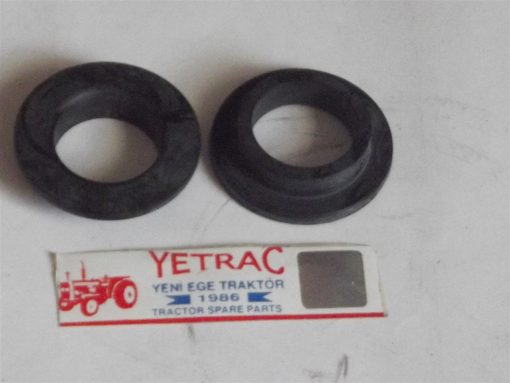 YETRAC
YENİ EGE TRAKTÖR
1986
TRACTOR SPARE PARTS